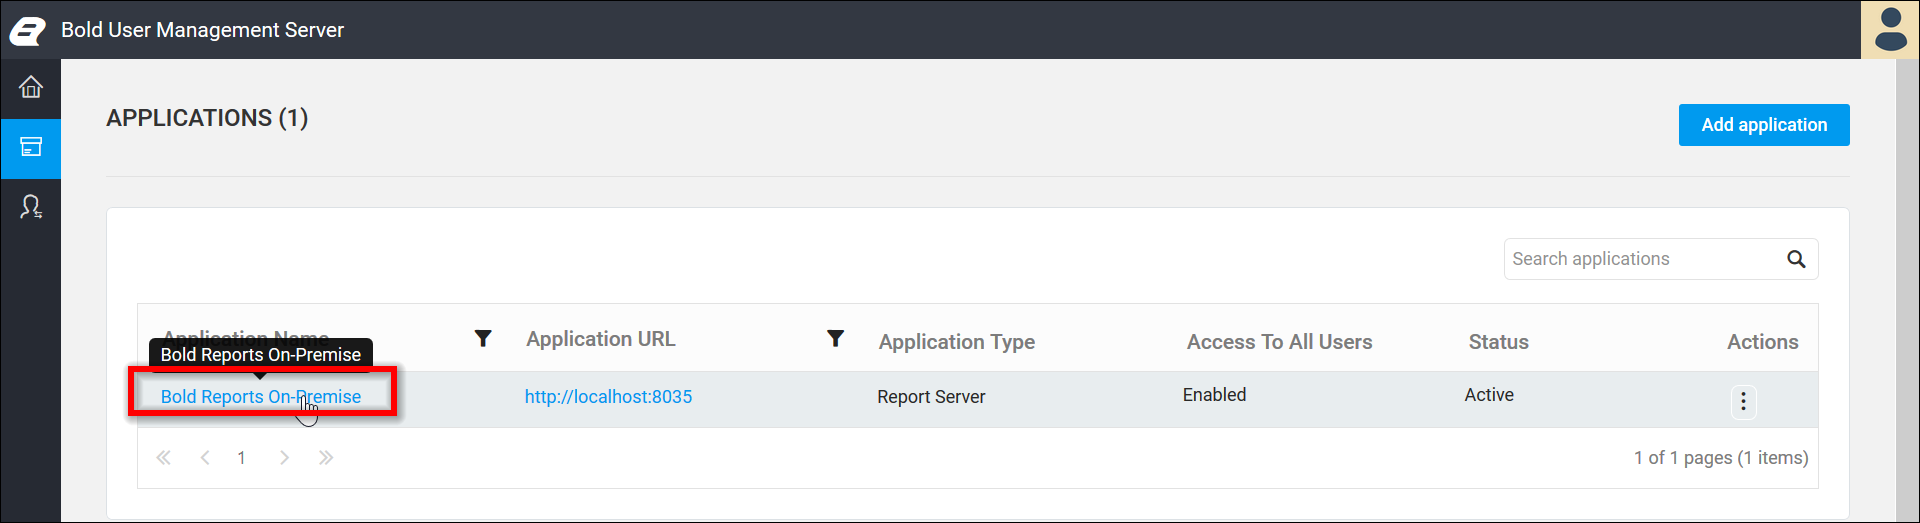 Bold User Management Server
APPLICATIONS (1)
Add application
Search applications
Application Name
Application URL
Application Type
Access To All Users
Status
Actions
Bold Reports On-Premise
Bold Reports On-Premise
http://localhost:8035
Report Server
Enabled
Active
1
1 of 1 pages (1 items)